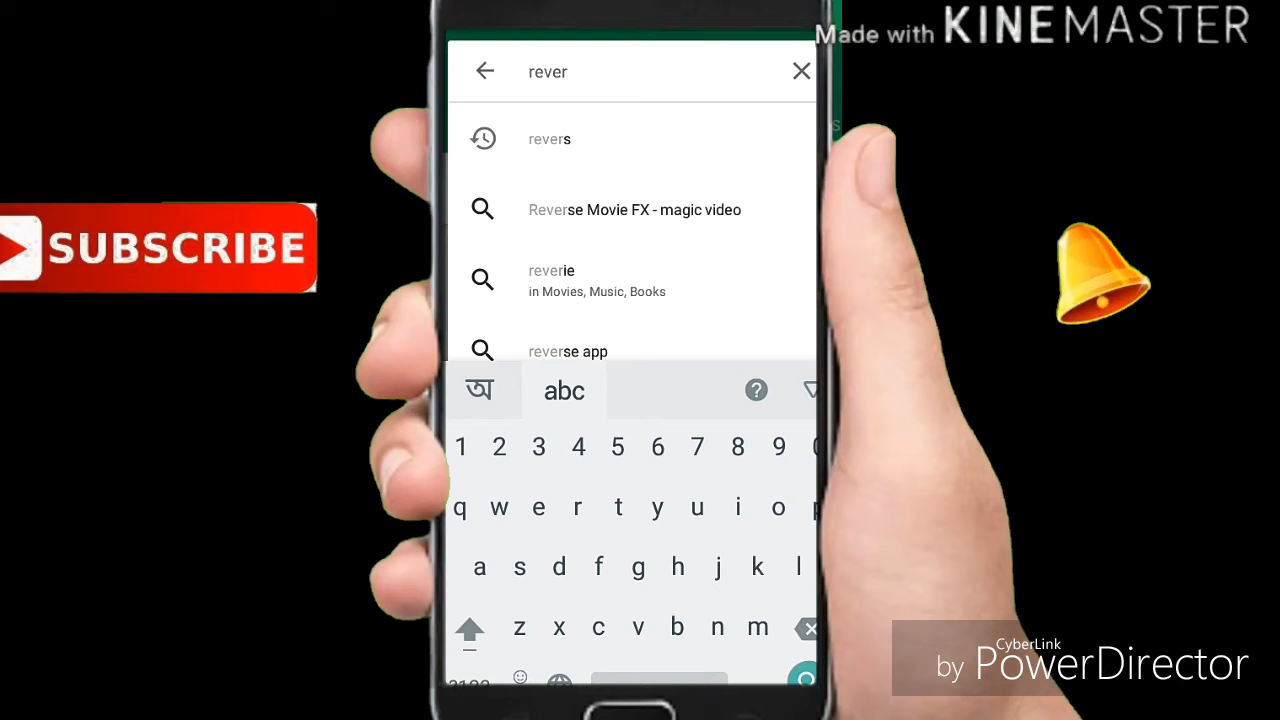 Made with KINEMASTER
rever
revers
Reverse Movie FX - magic video
reverie
in Movies, Music, Books
reverse app
SUBSCRIBE
অ abc
1 2 3 4 5 6 7 8 9
q w e r t y u i o p
a s d f g h j k l
z x c v b n m
CyberLink
by PowerDirector